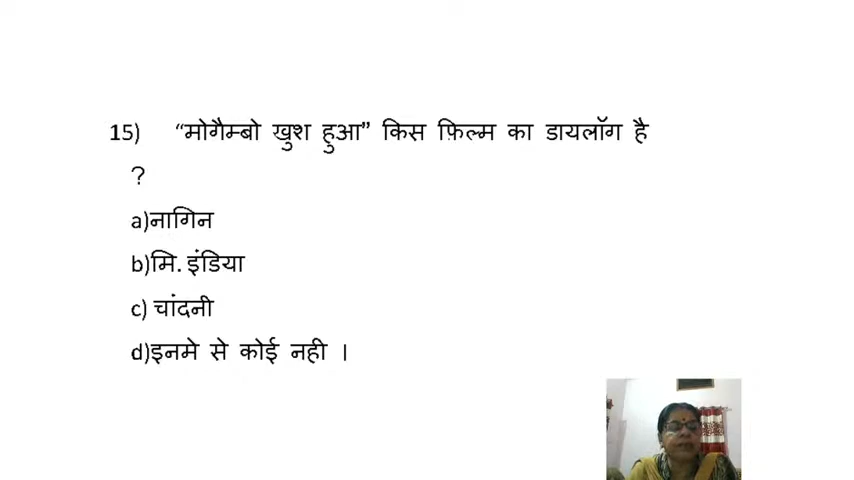 15) “मोगैम्बो खुश हुआ” किस फ़िल्म का डायलॉग है
?
a)नागिन
b)मि. इंडिया
c) चांदनी
d)इनमे से कोई नही ।